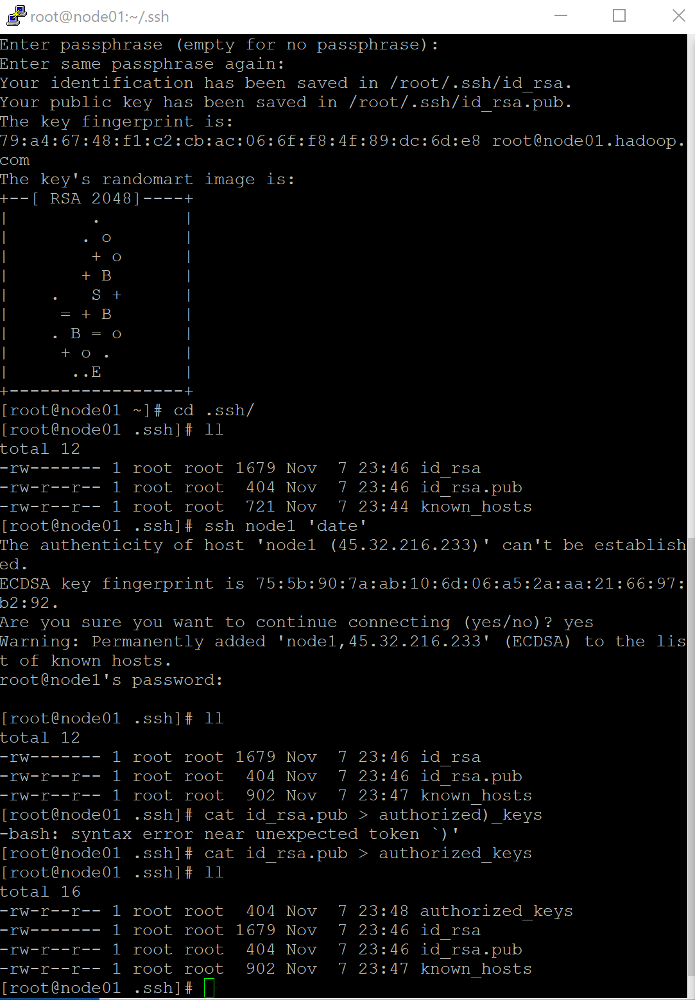 root@node01:~/.ssh
Enter passphrase (empty for no passphrase):
Enter same passphrase again:
Your identification has been saved in /root/.ssh/id_rsa.
Your public key has been saved in /root/.ssh/id_rsa.pub.
The key fingerprint is:
79:a4:67:48:f1:c2:cb:ac:06:6f:f8:4f:89:dc:6d:e8 root@node01.hadoop.
com
The key's randomart image is:
+--[ RSA 2048]----+
|        .        |
|       . o       |
|        + o      |
|       + B       |
|    .   S +      |
|     = + B       |
|    . B = o      |
|     + o .       |
|      ..E        |
+-----------------+
[root@node01 ~]# cd .ssh/
[root@node01 .ssh]# ll
total 12
-rw------- 1 root root 1679 Nov  7 23:46 id_rsa
-rw-r--r-- 1 root root  404 Nov  7 23:46 id_rsa.pub
-rw-r--r-- 1 root root  721 Nov  7 23:44 known_hosts
[root@node01 .ssh]# ssh node1 'date'
The authenticity of host 'node1 (45.32.216.233)' can't be establish
ed.
ECDSA key fingerprint is 75:5b:90:7a:ab:10:6d:06:a5:2a:aa:21:66:97:
b2:92.
Are you sure you want to continue connecting (yes/no)? yes
Warning: Permanently added 'node1,45.32.216.233' (ECDSA) to the lis
t of known hosts.
root@node1's password:
[root@node01 .ssh]# ll
total 12
-rw------- 1 root root 1679 Nov  7 23:46 id_rsa
-rw-r--r-- 1 root root  404 Nov  7 23:46 id_rsa.pub
-rw-r--r-- 1 root root  902 Nov  7 23:47 known_hosts
[root@node01 .ssh]# cat id_rsa.pub > authorized)_keys
-bash: syntax error near unexpected token `)'
[root@node01 .ssh]# cat id_rsa.pub > authorized_keys
[root@node01 .ssh]# ll
total 16
-rw-r--r-- 1 root root  404 Nov  7 23:48 authorized_keys
-rw------- 1 root root 1679 Nov  7 23:46 id_rsa
-rw-r--r-- 1 root root  404 Nov  7 23:46 id_rsa.pub
-rw-r--r-- 1 root root  902 Nov  7 23:47 known_hosts
[root@node01 .ssh]#